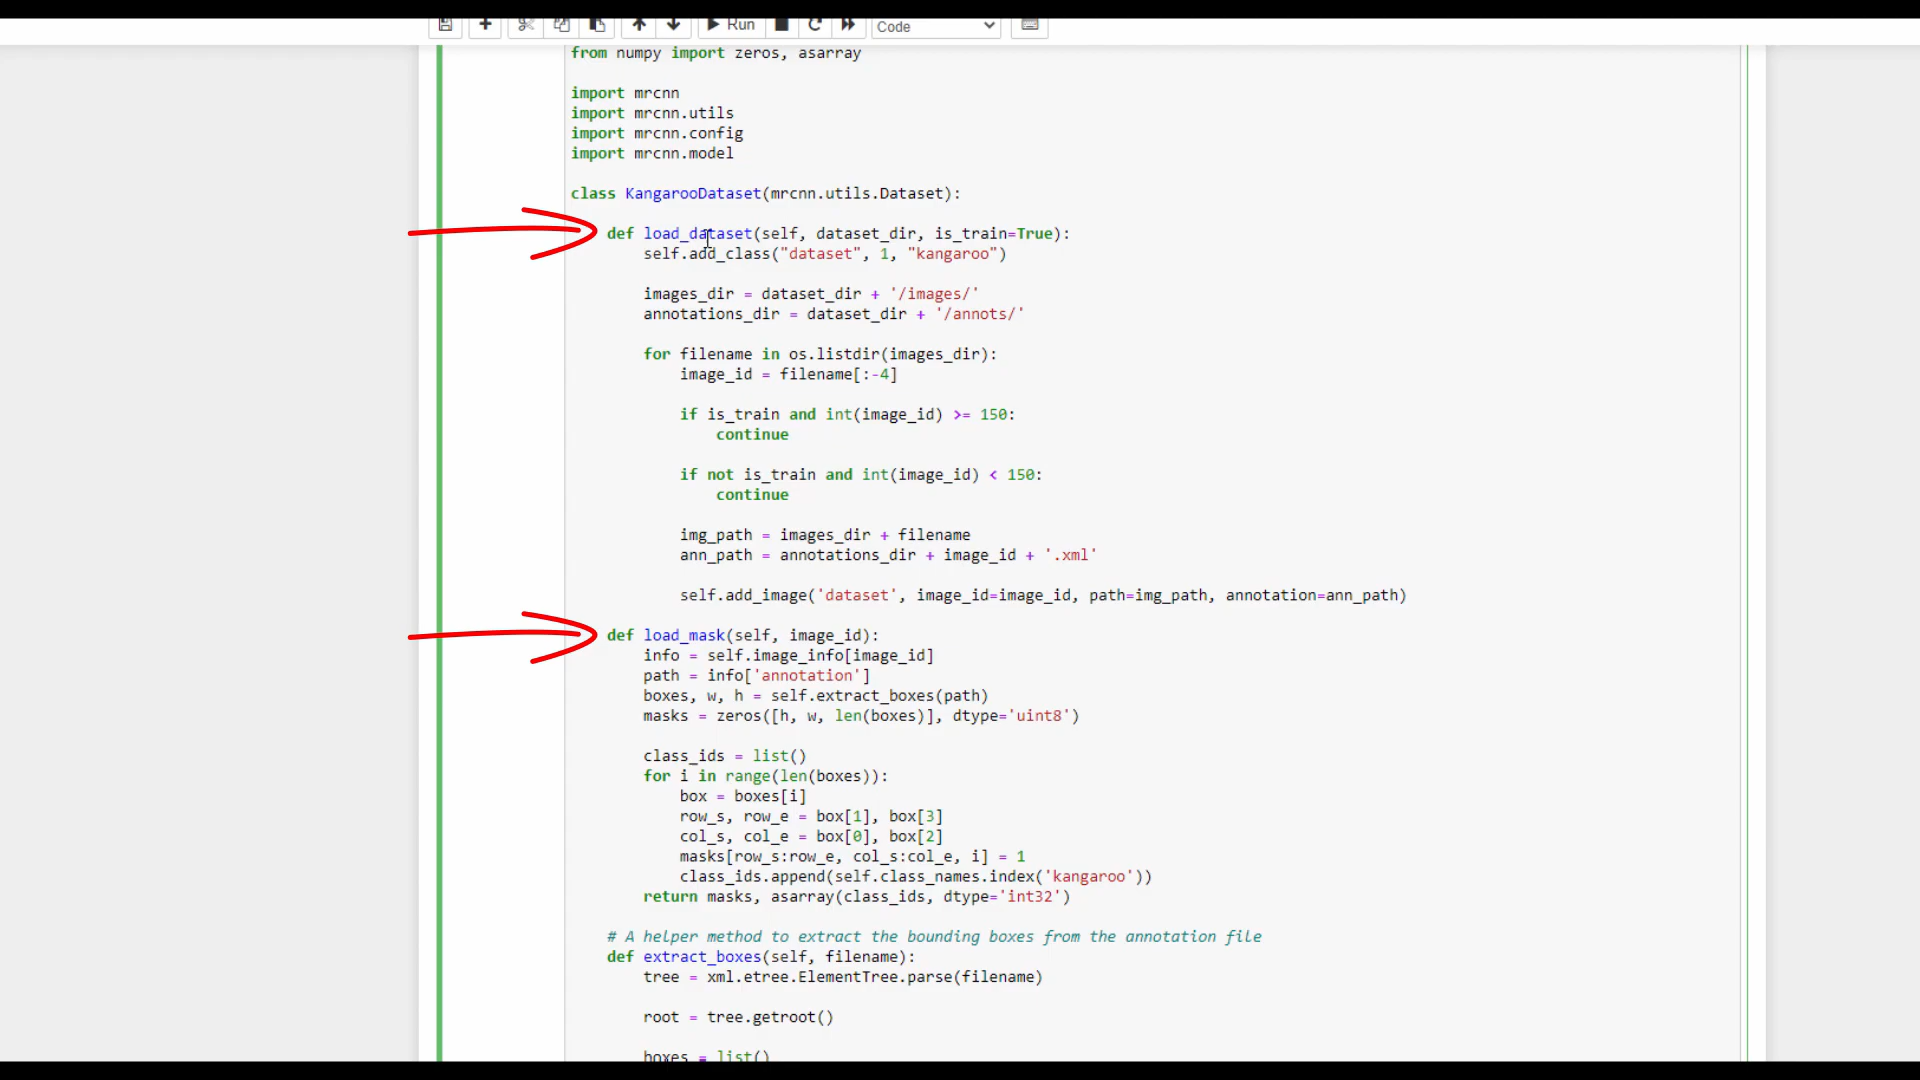 Run
Code
from numpy import zeros, asarray
import mrcnn
import mrcnn.utils
import mrcnn.config
import mrcnn.model
class KangarooDataset(mrcnn.utils.Dataset):
def load_dataset(self, dataset_dir, is_train=True):
self.add_class("dataset", 1, "kangaroo")
images_dir = dataset_dir + '/images/'
annotations_dir = dataset_dir + '/annots/'
for filename in os.listdir(images_dir):
image_id = filename[:-4]
if is_train and int(image_id) >= 150:
continue
if not is_train and int(image_id) < 150:
continue
img_path = images_dir + filename
ann_path = annotations_dir + image_id + '.xml'
self.add_image('dataset', image_id=image_id, path=img_path, annotation=ann_path)
def load_mask(self, image_id):
info = self.image_info[image_id]
path = info['annotation']
boxes, w, h = self.extract_boxes(path)
masks = zeros([h, w, len(boxes)], dtype='uint8')
class_ids = list()
for i in range(len(boxes)):
box = boxes[i]
row_s, row_e = box[1], box[3]
col_s, col_e = box[0], box[2]
masks[row_s:row_e, col_s:col_e, i] = 1
class_ids.append(self.class_names.index('kangaroo'))
return masks, asarray(class_ids, dtype='int32')
# A helper method to extract the bounding boxes from the annotation file
def extract_boxes(self, filename):
tree = xml.etree.ElementTree.parse(filename)
root = tree.getroot()
boxes = list()